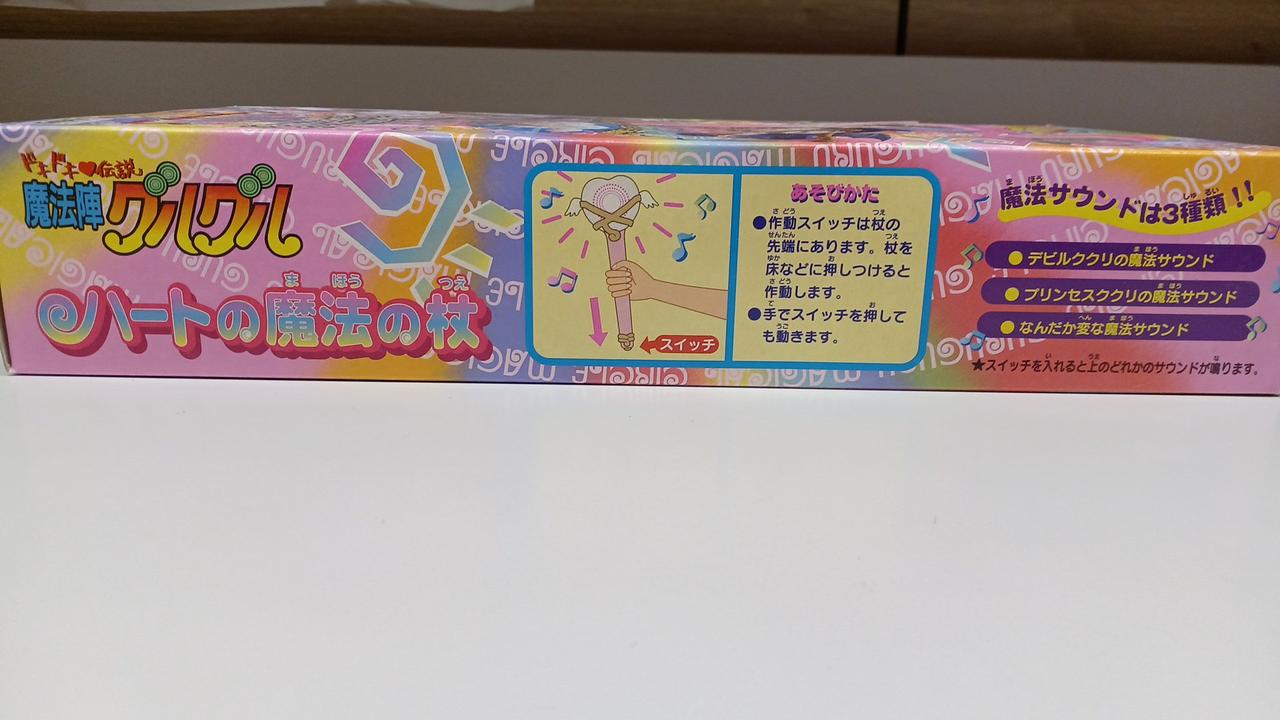 ドキドキ♥伝説
魔法陣グルグル
ハートの魔法の杖
まほう
つえ
スイッチ
あそびかた
●作動スイッチは杖の
先端にあります。杖を
床などに押しつけると
作動します。
●手でスイッチを押して
も動きます。
魔法サウンドは3種類!!
●デビルククリの魔法サウンド
●プリンセスククリの魔法サウンド
●なんだか変な魔法サウンド
★スイッチを入れると上のどれかのサウンドが鳴ります。
MAGICAL CIRCLE GURUGURU